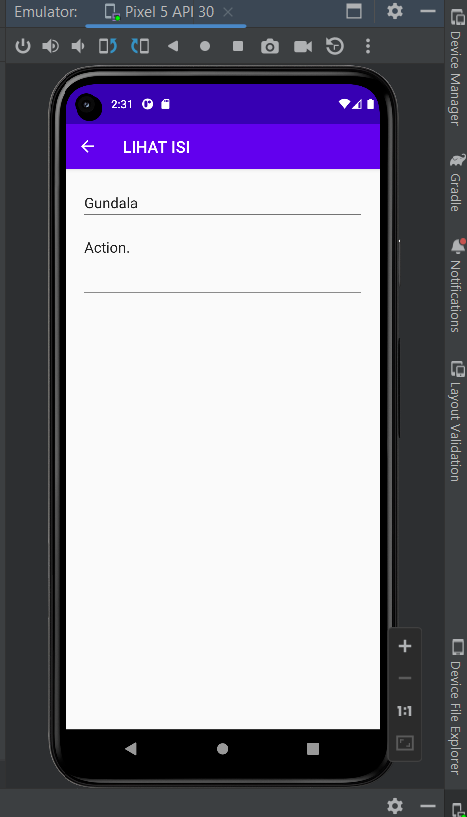 Emulator: Pixel 5 API 30
Device Manager
Gradle
Notifications
Layout Validation
Device File Explorer
2:31
LIHAT ISI
Gundala
Action.
1:1